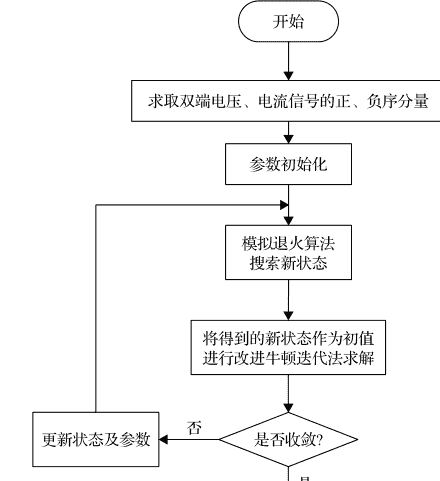 开始
求取双端电压、电流信号的正、负序分量
参数初始化
模拟退火算法
搜索新状态
将得到的新状态作为初值
进行改进牛顿迭代法求解
是否收敛?
否
更新状态及参数